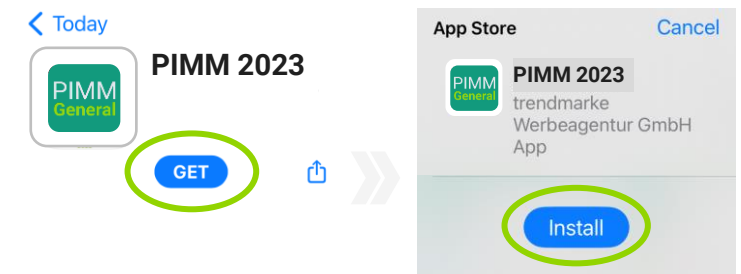 Today
PIMM 2023
PIMM
General
GET
App Store
Cancel
PIMM
General
PIMM 2023
trendmarke
Werbeagentur GmbH
App
Install